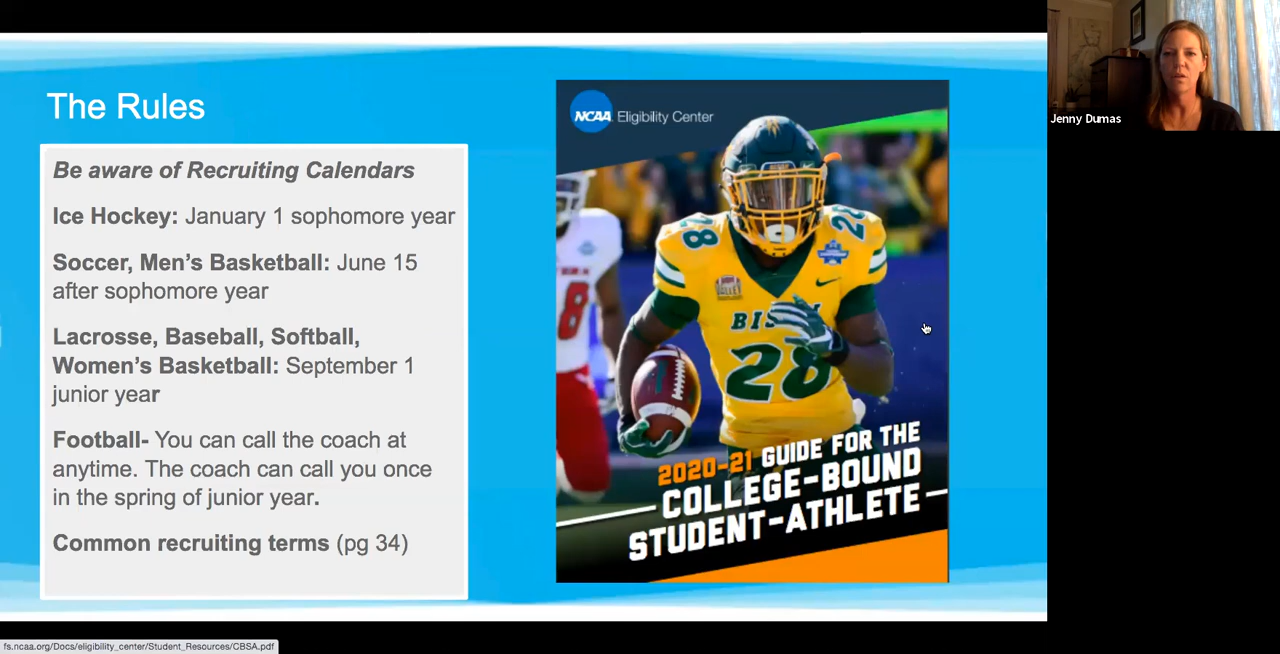 The Rules
Be aware of Recruiting Calendars
Ice Hockey: January 1 sophomore year
Soccer, Men's Basketball: June 15
after sophomore year
Lacrosse, Baseball, Softball,
Women's Basketball: September 1
junior year
Football- You can call the coach at
anytime. The coach can call you once
in the spring of junior year.
Common recruiting terms (pg 34)
NCAA Eligibility Center
28
28
8
VALLEY
28
2020-21 GUIDE FOR THE
COLLEGE-BOUND
STUDENT-ATHLETE
Jenny Dumas
fs.ncaa.org/Docs/eligibility_center/Student_Resources/CBSA.pdf